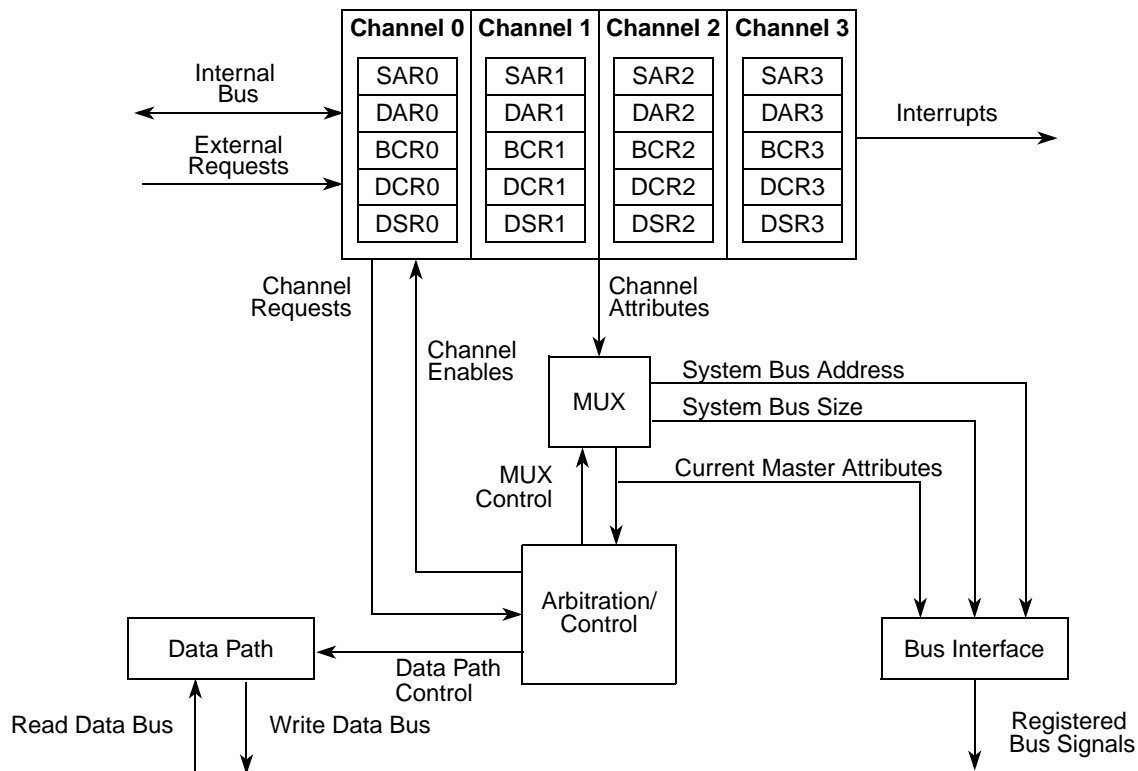 Channel 0 Channel 1 Channel 2 Channel 3
SAR0 SAR1 SAR2 SAR3
DAR0 DAR1 DAR2 DAR3
BCR0 BCR1 BCR2 BCR3
DCR0 DCR1 DCR2 DCR3
DSR0 DSR1 DSR2 DSR3
Internal
Bus
External
Requests
Interrupts
Channel
Requests
Channel
Enables
Channel
Attributes
MUX
System Bus Address
System Bus Size
Current Master Attributes
MUX
Control
Arbitration/
Control
Data Path
Data Path
Control
Bus Interface
Read Data Bus
Write Data Bus
Registered
Bus Signals